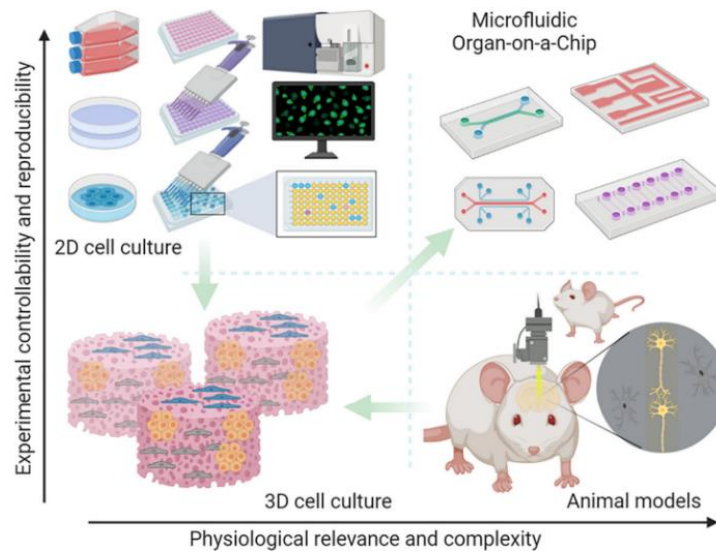 Experimental controllability and reproducibility
Microfluidic
Organ-on-a-Chip
2D cell culture
3D cell culture
Animal models
Physiological relevance and complexity